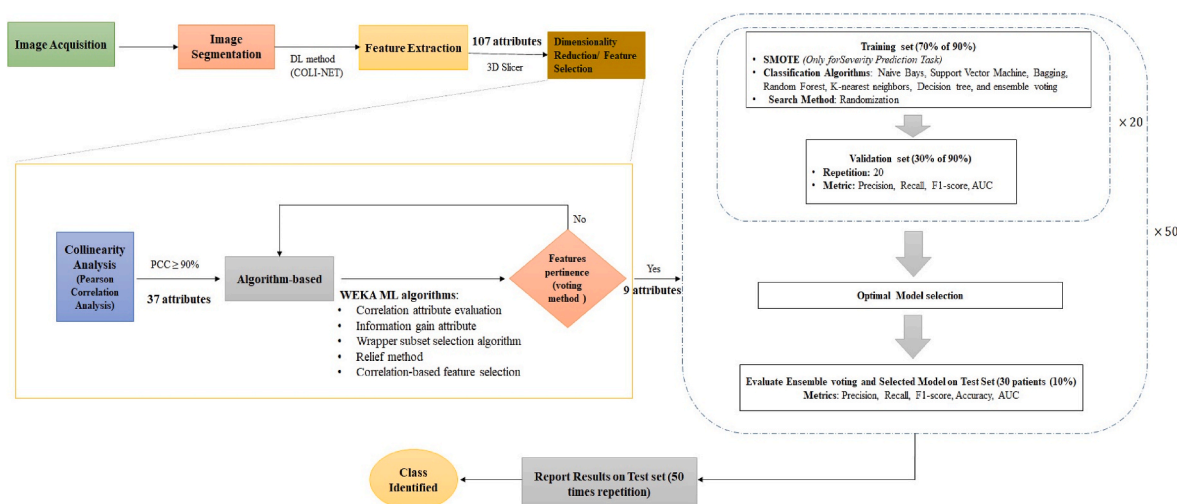 Image Acquisition
Image
Segmentation
DL method
(COLI-NET)
Feature Extraction
107 attributes
3D Slicer
Dimensionality
Reduction/ Feature
Selection
Training set (70% of 90%)
• SMOTE (Only forSeverity Prediction Task)
• Classification Algorithms: Naive Bays, Support Vector Machine, Bagging,
Random Forest, K-nearest neighbors, Decision tree, and ensemble voting
• Search Method: Randomization
×20
Validation set (30% of 90%)
• Repetition: 20
• Metric: Precision, Recall, F1-score, AUC
×50
Collinearity
Analysis
(Pearson
Correlation
Analysis)
PCC ≥ 90%
37 attributes
Algorithm-based
No
WEKA ML algorithms:
• Correlation attribute evaluation
• Information gain attribute
• Wrapper subset selection algorithm
• Relief method
• Correlation-based feature selection
Features
pertinence
(voting
method )
Yes
9 attributes
Optimal Model selection
Evaluate Ensemble voting and Selected Model on Test Set (30 patients (10%)
Metrics: Precision, Recall, F1-score, Accuracy, AUC
Class
Identified
Report Results on Test set (50
times repetition)